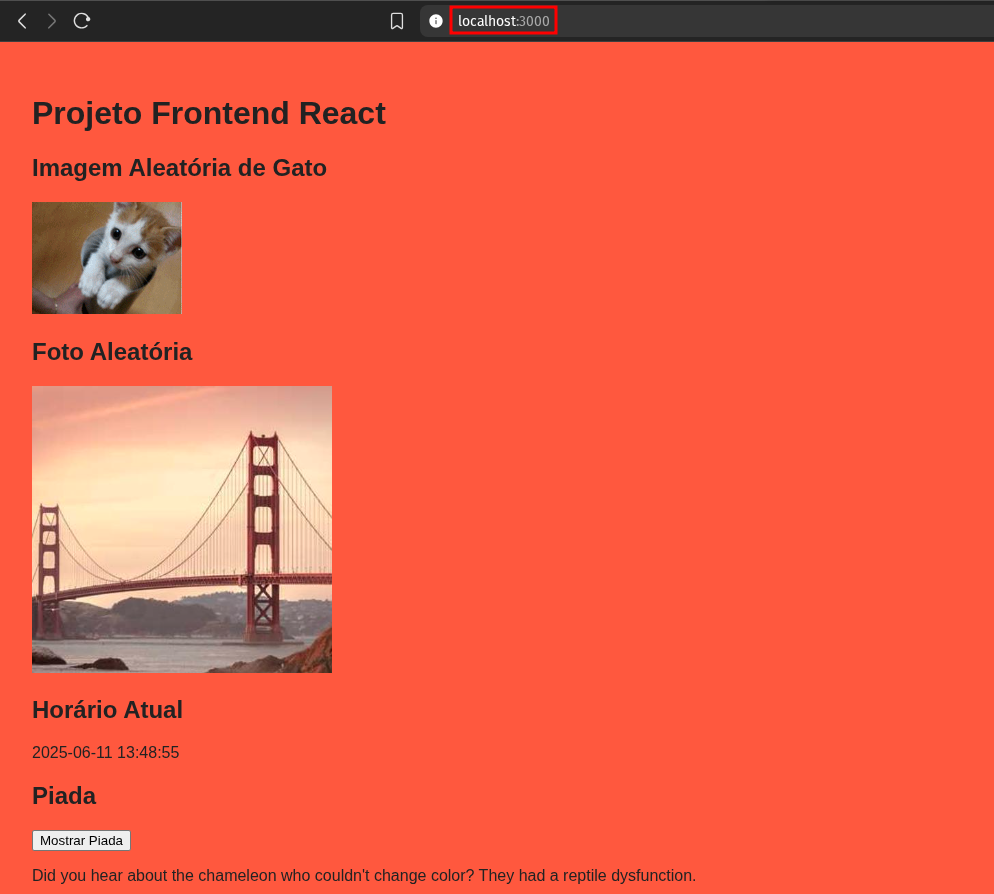 localhost:3000
Projeto Frontend React
Imagem Aleatória de Gato
Foto Aleatória
Horário Atual
2025-06-11 13:48:55
Piada
Mostrar Piada
Did you hear about the chameleon who couldn't change color? They had a reptile dysfunction.